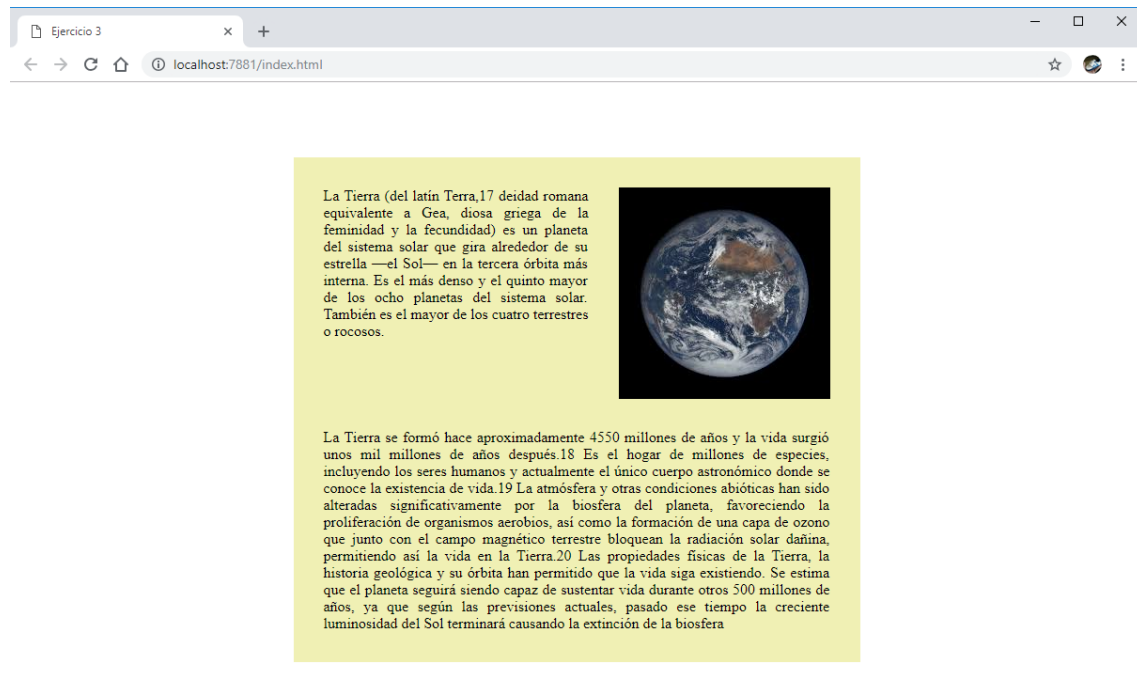 Ejercicio 3
localhost:7881/index.html
La Tierra (del latín Terra,17 deidad romana
equivalente a Gea, diosa griega de la
feminidad y la fecundidad) es un planeta
del sistema solar que gira alrededor de su
estrella —el Sol— en la tercera órbita más
interna. Es el más denso y el quinto mayor
de los ocho planetas del sistema solar.
También es el mayor de los cuatro terrestres
o rocosos.
La Tierra se formó hace aproximadamente 4550 millones de años y la vida surgió
unos mil millones de años después.18 Es el hogar de millones de especies,
incluyendo los seres humanos y actualmente el único cuerpo astronómico donde se
conoce la existencia de vida.19 La atmósfera y otras condiciones abióticas han sido
alteradas significativamente por la biosfera del planeta, favoreciendo la
proliferación de organismos aerobios, así como la formación de una capa de ozono
que junto con el campo magnético terrestre bloquean la radiación solar dañina,
permitiendo así la vida en la Tierra.20 Las propiedades físicas de la Tierra, la
historia geológica y su órbita han permitido que la vida siga existiendo. Se estima
que el planeta seguirá siendo capaz de sustentar vida durante otros 500 millones de
años, ya que según las previsiones actuales, pasado ese tiempo la creciente
luminosidad del Sol terminará causando la extinción de la biosfera